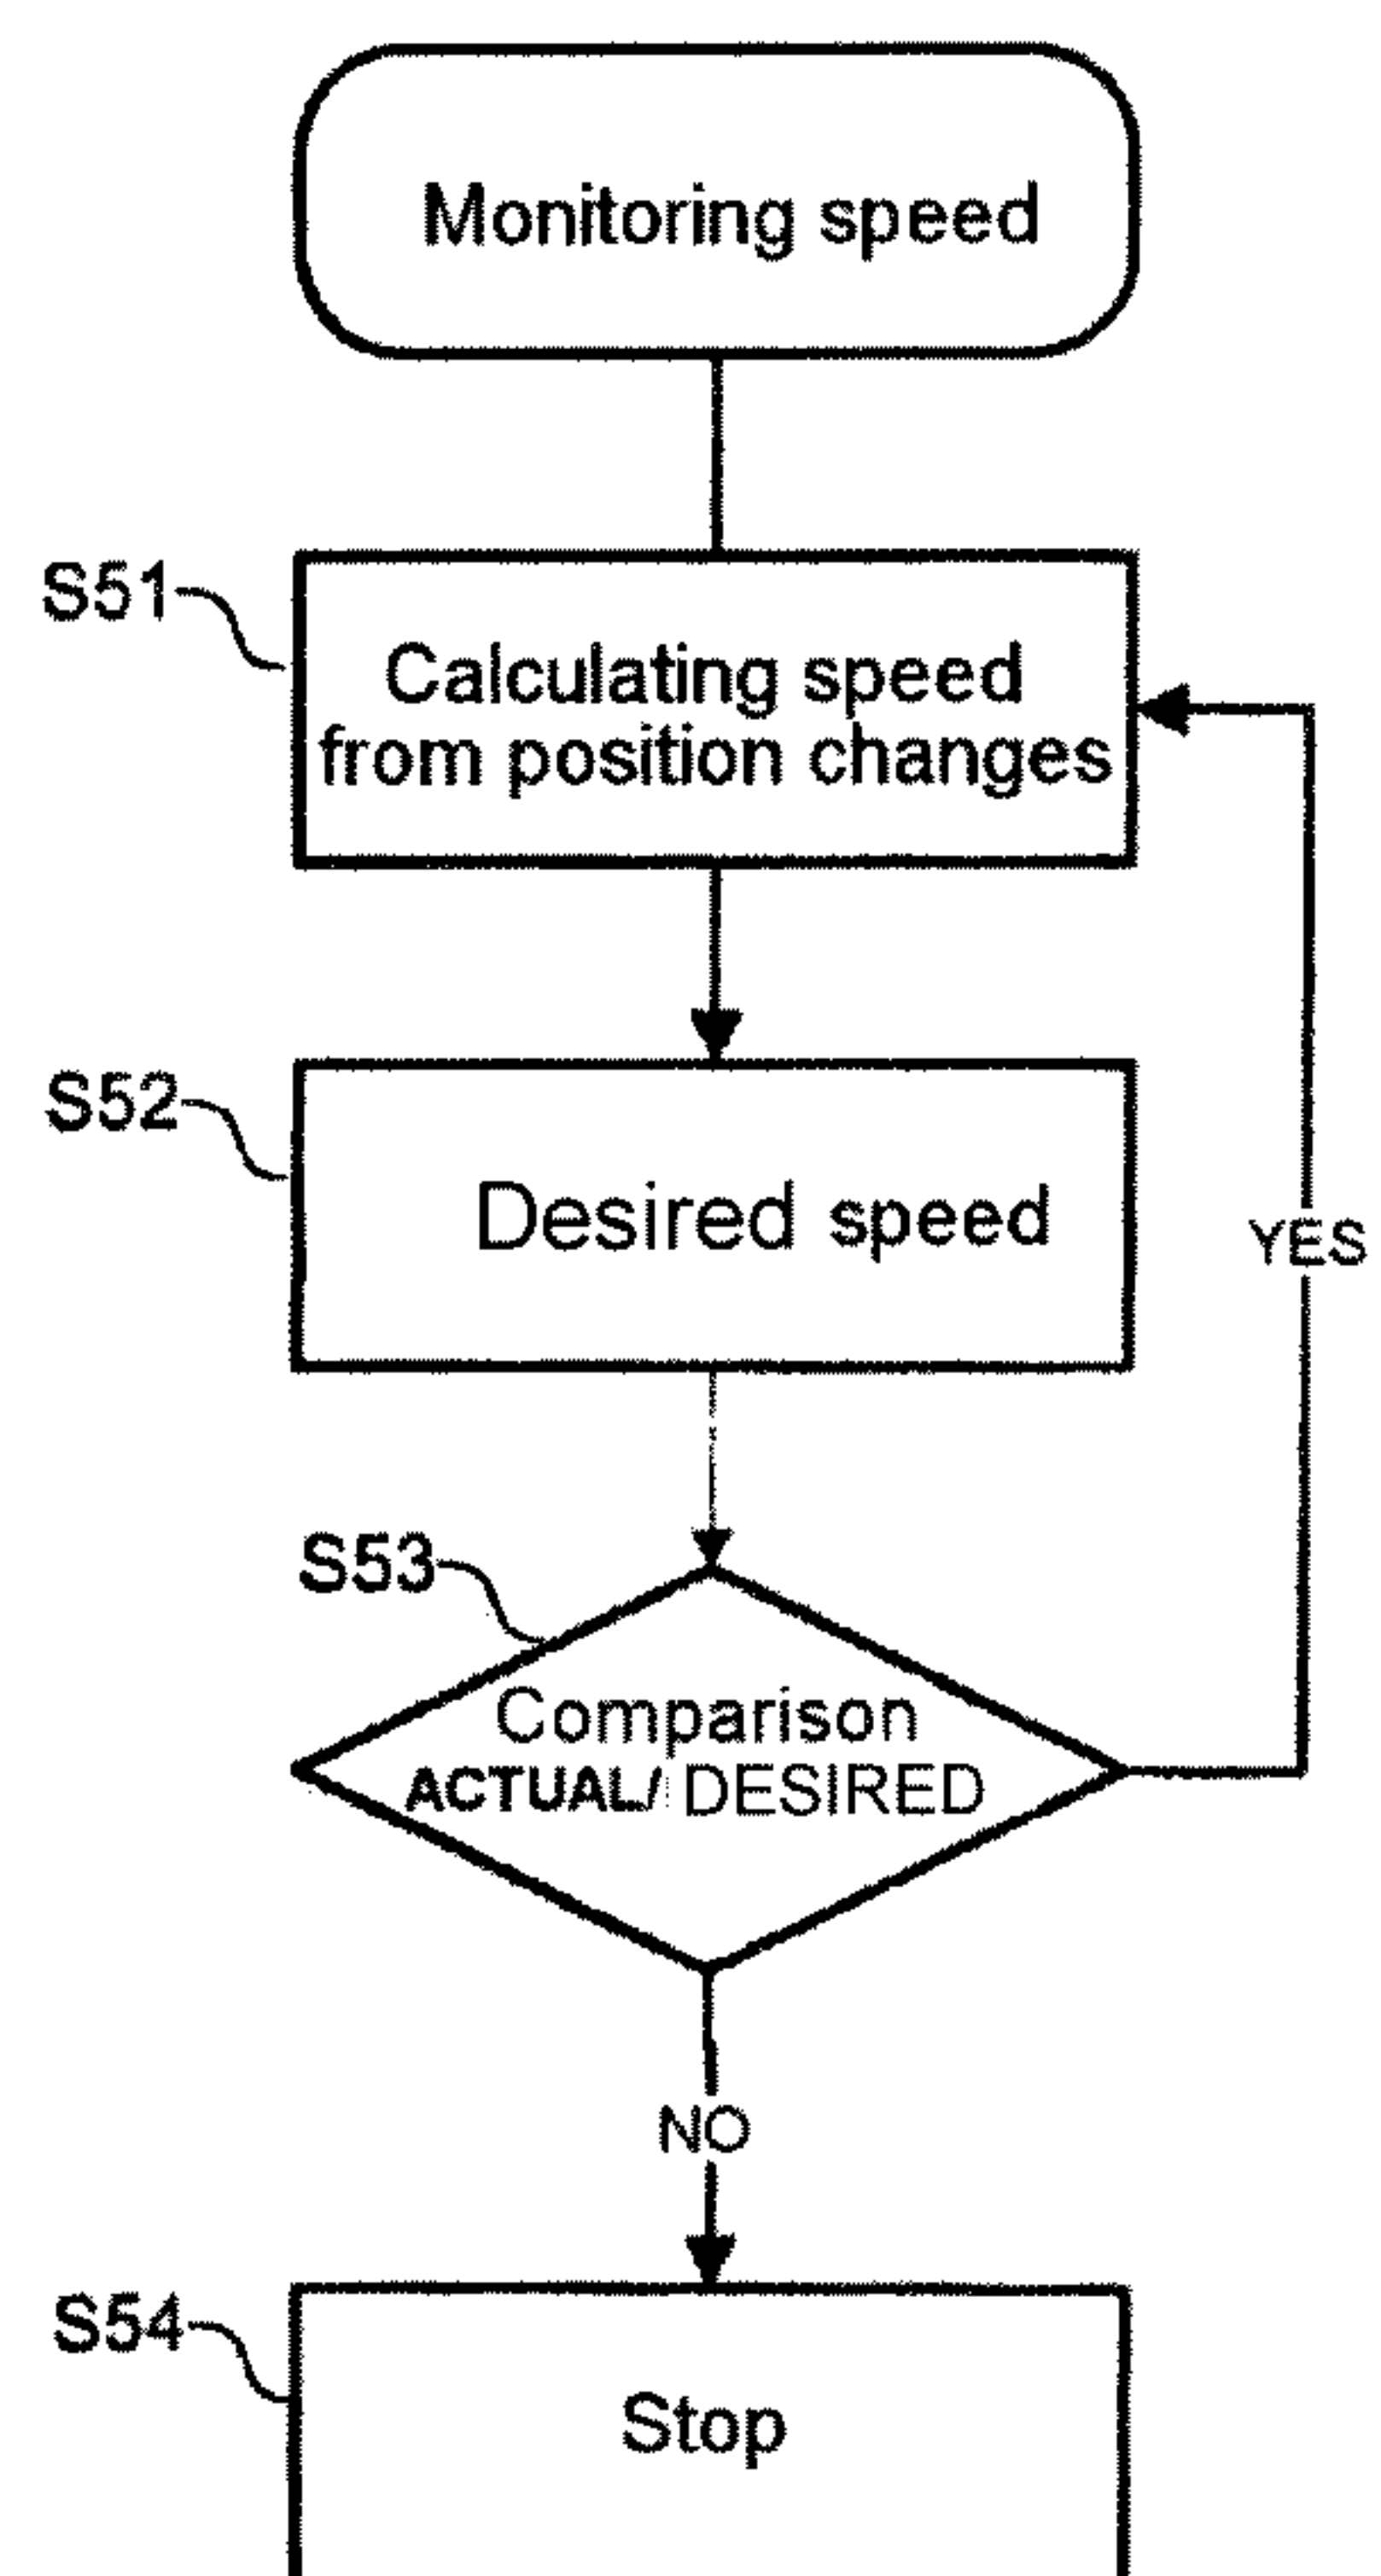 Monitoring speed
S51
Calculating speed
from position changes
S52
Desired speed
YES
S53
Comparison
ACTUAL/ DESIRED
NO
S54
Stop